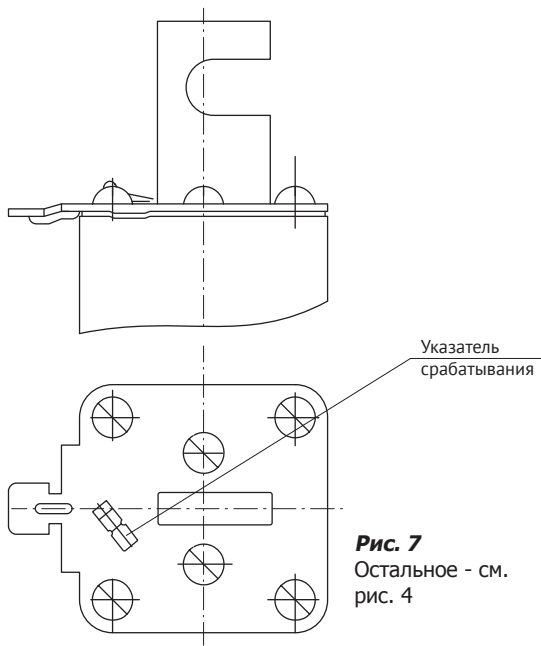 Указатель
срабатывания
Рис. 7
Остальное - см.
рис. 4